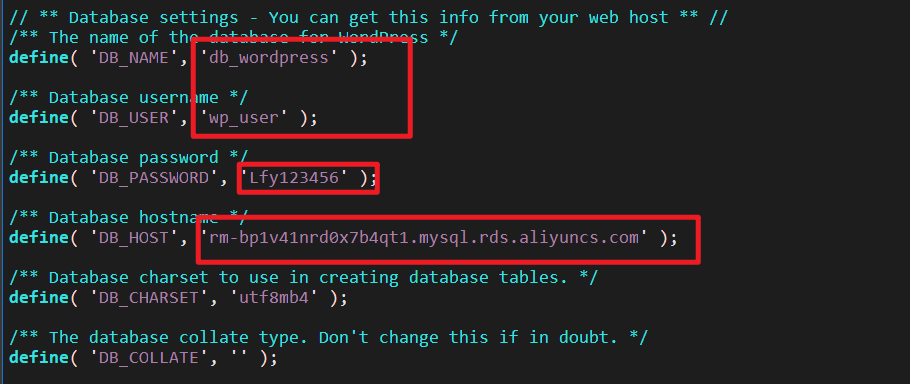 // ** Database settings - You can get this info from your web host ** //
/** The name of the database for WordPress */
define( 'DB_NAME', 'db_wordpress' );
/** Database username */
define( 'DB_USER', 'wp_user' );
/** Database password */
define( 'DB_PASSWORD', 'Lfy123456' );
/** Database hostname */
define( 'DB_HOST', 'rm-bp1v41nrd0x7b4qt1.mysql.rds.aliyuncs.com' );
/** Database charset to use in creating database tables. */
define( 'DB_CHARSET', 'utf8mb4' );
/** The database collate type. Don't change this if in doubt. */
define( 'DB_COLLATE', '' );